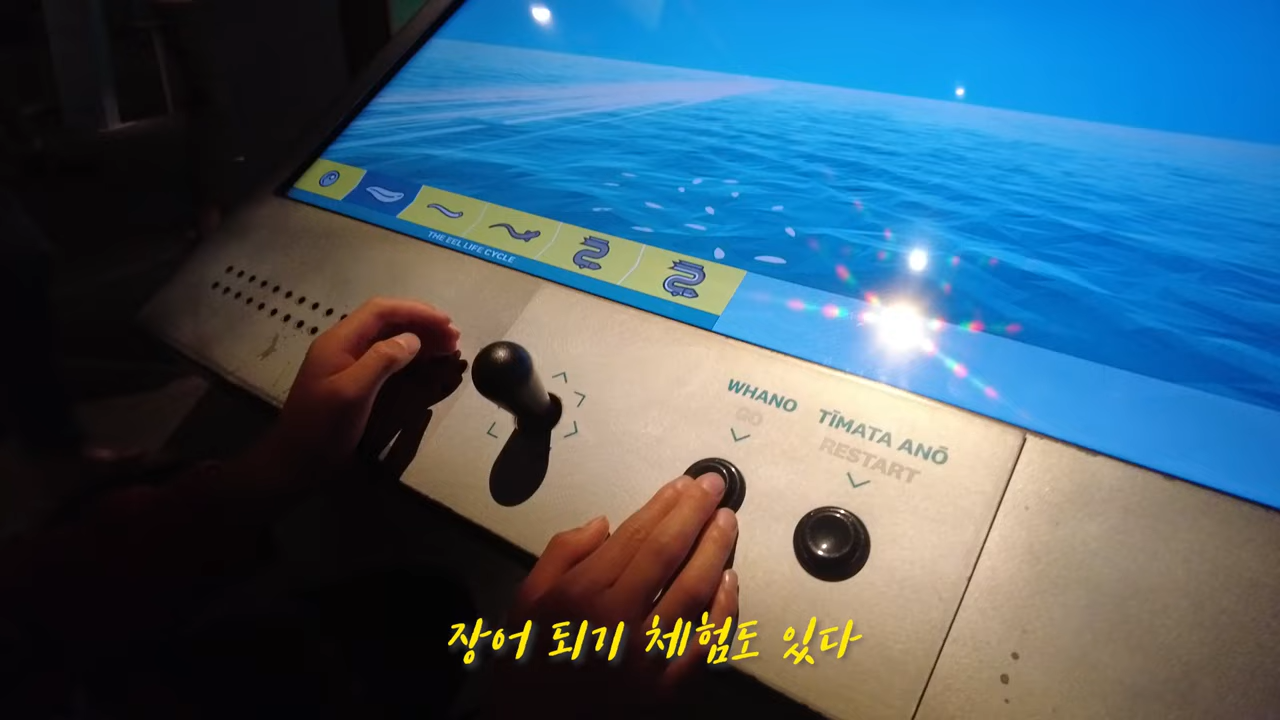 THE EEL LIFE CYCLE
WHANO
GO
TĪMATA ANŌ
RESTART
장어 되기 체험도 있다